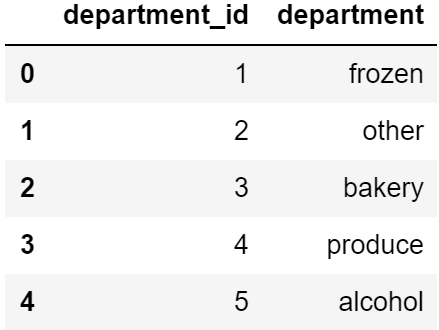 department_id department
0 1 frozen
1 2 other
2 3 bakery
3 4 produce
4 5 alcohol